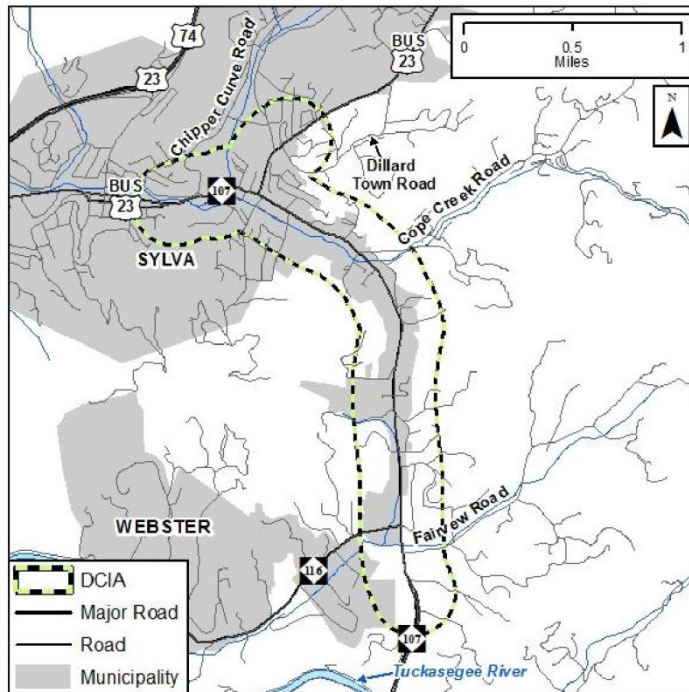 74
23
BUS
23
0
0.5
1
Miles
N
Chipper Curve Road
Dillard
Town Road
Cope Creek Road
BUS
23
107
SYLVA
WEBSTER
Fairview Road
116
107
Tuckasegee River
DCIA
Major Road
Road
Municipality